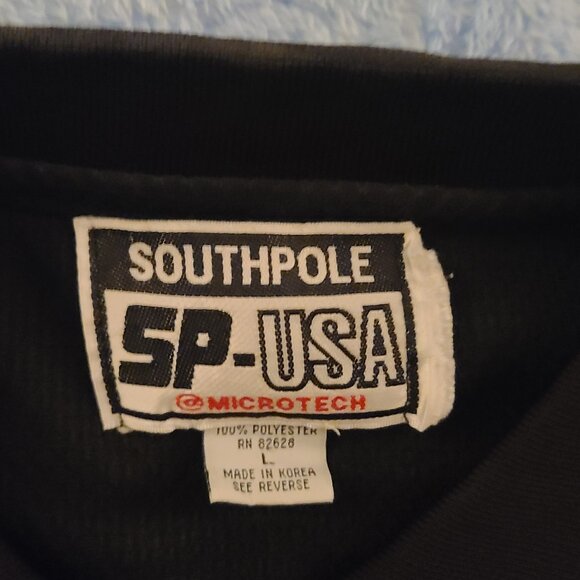 SOUTHPOLE
SP-USA
@MICROTECH
100% POLYESTER
RN 82628
L
MADE IN KOREA
SEE REVERSE